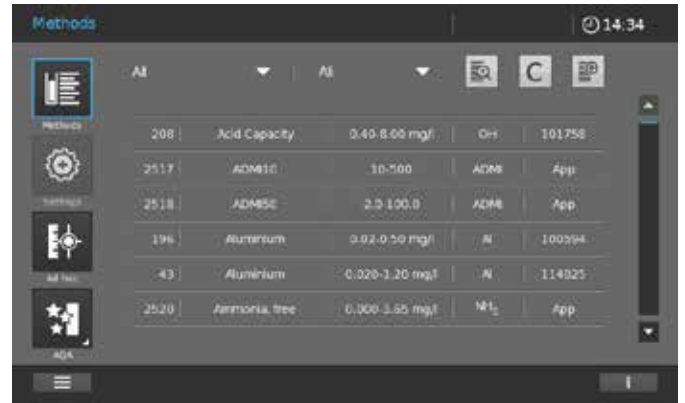 Methods 14:34
All All C
Methods
208 Acid Capacity 0.40-8.00 mg/l OH 101758
2517 ADMI10 10-500 ADMI App
Settings
2518 ADMI50 2.0-100.0 ADMI App
196 Aluminium 0.02-0.50 mg/l Al 100594
Ad hoc
43 Aluminium 0.020-1.20 mg/l Al 114825
2520 Ammonia, free 0.000-3.65 mg/l NH₃ App
AQA
i